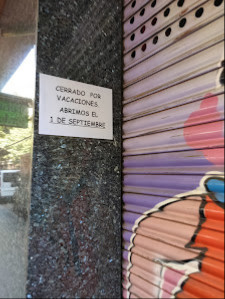 CERRADO POR
VACACIONES
ABRIMOS EL
1 DE SEPTIEMBRE